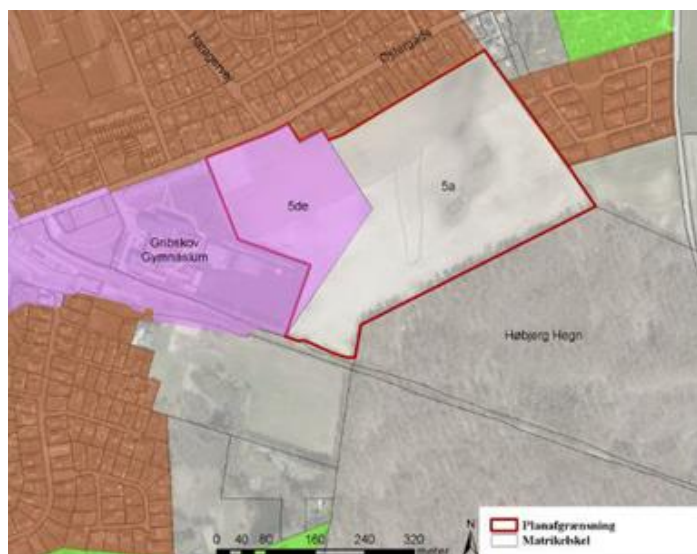 Østergade
5a
5de
Gribskov
Gymnasium
Høbjerg Hegn
N
0 40 80 160 240 320
meter
Planafgrænsning
Matrikelskel